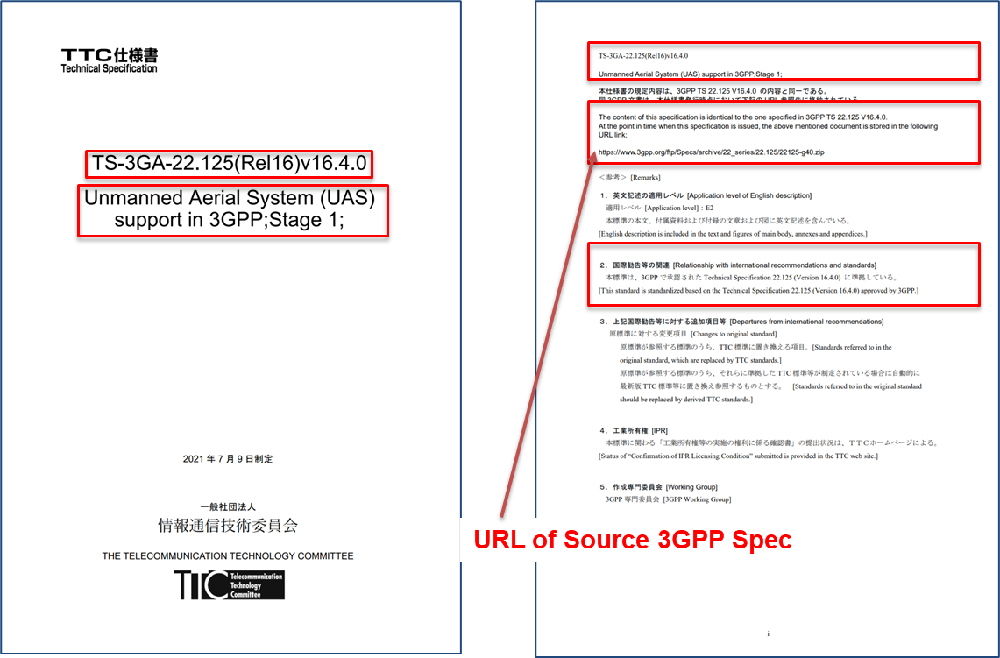 TTC仕様書
Technical Specification
TS-3GA-22.125(Rel16)v16.4.0
Unmanned Aerial System (UAS)
support in 3GPP;Stage 1;
2021年7月9日制定
一般社団法人
情報通信技術委員会
THE TELECOMMUNICATION TECHNOLOGY COMMITTEE
TTC Telecommunication
Technology
Committee
TS-3GA-22.125(Rel16)v16.4.0
Unmanned Aerial System (UAS) support in 3GPP;Stage 1;
本仕様書の規定内容は、3GPP TS 22.125 V16.4.0 の内容と同一である。
同 3GPP 文書は、本仕様書発行時点において下記の URL 参照先に格納されている。
The content of this specification is identical to the one specified in 3GPP TS 22.125 V16.4.0.
At the point in time when this specification is issued, the above mentioned document is stored in the following
URL link;
https://www.3gpp.org/ftp/Specs/archive/22_series/22.125/22125-g40.zip
＜参考＞ [Remarks]
１．英文記述の適用レベル [Application level of English description]
適用レベル [Application level]：E2
本標準の本文、付属資料および付録の文章および図に英文記述を含んでいる。
[English description is included in the text and figures of main body, annexes and appendices.]
２．国際勧告等の関連 [Relationship with international recommendations and standards]
本標準は、3GPP で承認された Technical Specification 22.125 (Version 16.4.0) に準拠している。
[This standard is standardized based on the Technical Specification 22.125 (Version 16.4.0) approved by 3GPP.]
３．上記国際勧告等に対する追加項目等 [Departures from international recommendations]
原標準に対する変更項目 [Changes to original standard]
原標準が参照する標準のうち、TTC 標準に置き換える項目。[Standards referred to in the
original standard, which are replaced by TTC standards.]
原標準が参照する標準のうち、それらに準拠した TTC 標準等が制定されている場合は自動的に
最新版 TTC 標準等に置き換え参照するものとする。 [Standards referred to in the original standard
should be replaced by derived TTC standards.]
４．工業所有権 [IPR]
本標準に関わる「工業所有権等の実施の権利に係る確認書」の提出状況は、ＴＴＣホームページによる。
[Status of “Confirmation of IPR Licensing Condition” submitted is provided in the TTC web site.]
５．作成専門委員会 [Working Group]
3GPP 専門委員会 [3GPP Working Group]
URL of Source 3GPP Spec
i